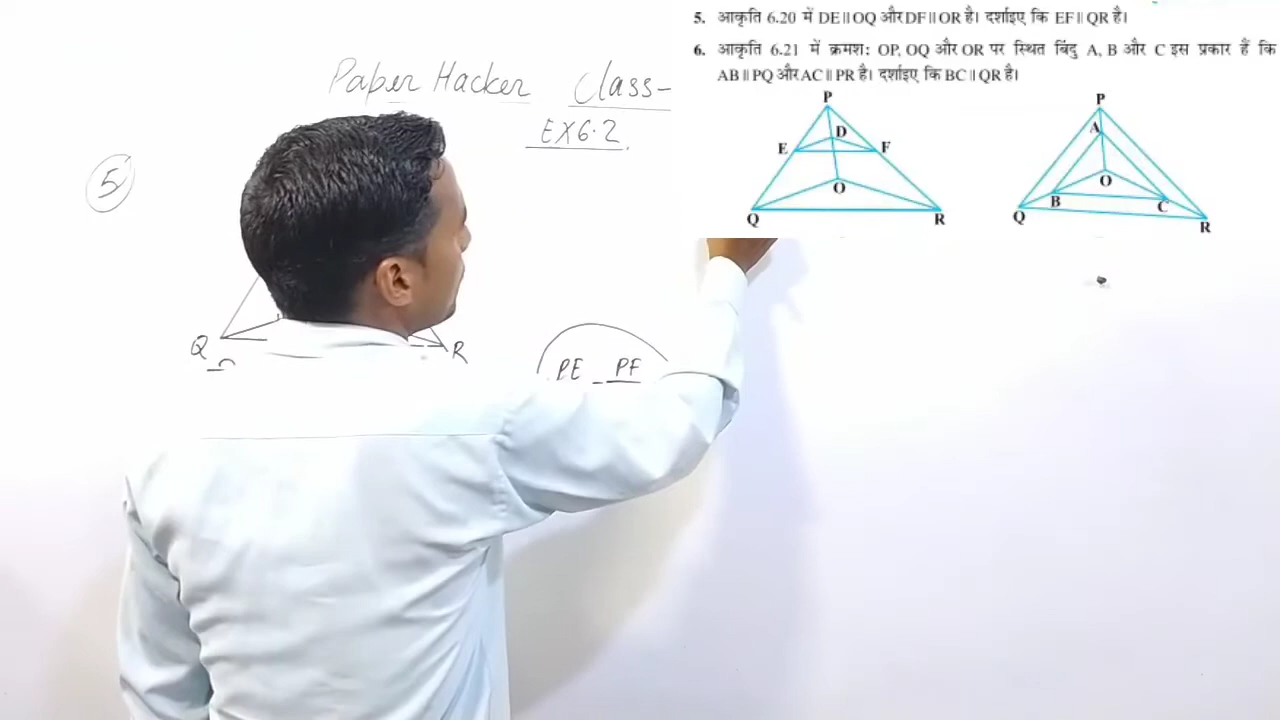 5. आकृति 6.20 में DE || OQ और DF || OR है। दर्शाइए कि EF || QR है।
6. आकृति 6.21 में क्रमशः OP, OQ और OR पर स्थित बिंदु A, B और C इस प्रकार हैं कि
AB || PQ और AC || PR है। दर्शाइए कि BC || QR है।
Paper Hacker Class-
EX 6.2
5
P
D
E
F
O
Q
R
P
A
O
B
C
Q
R
Q
R
PE
PF